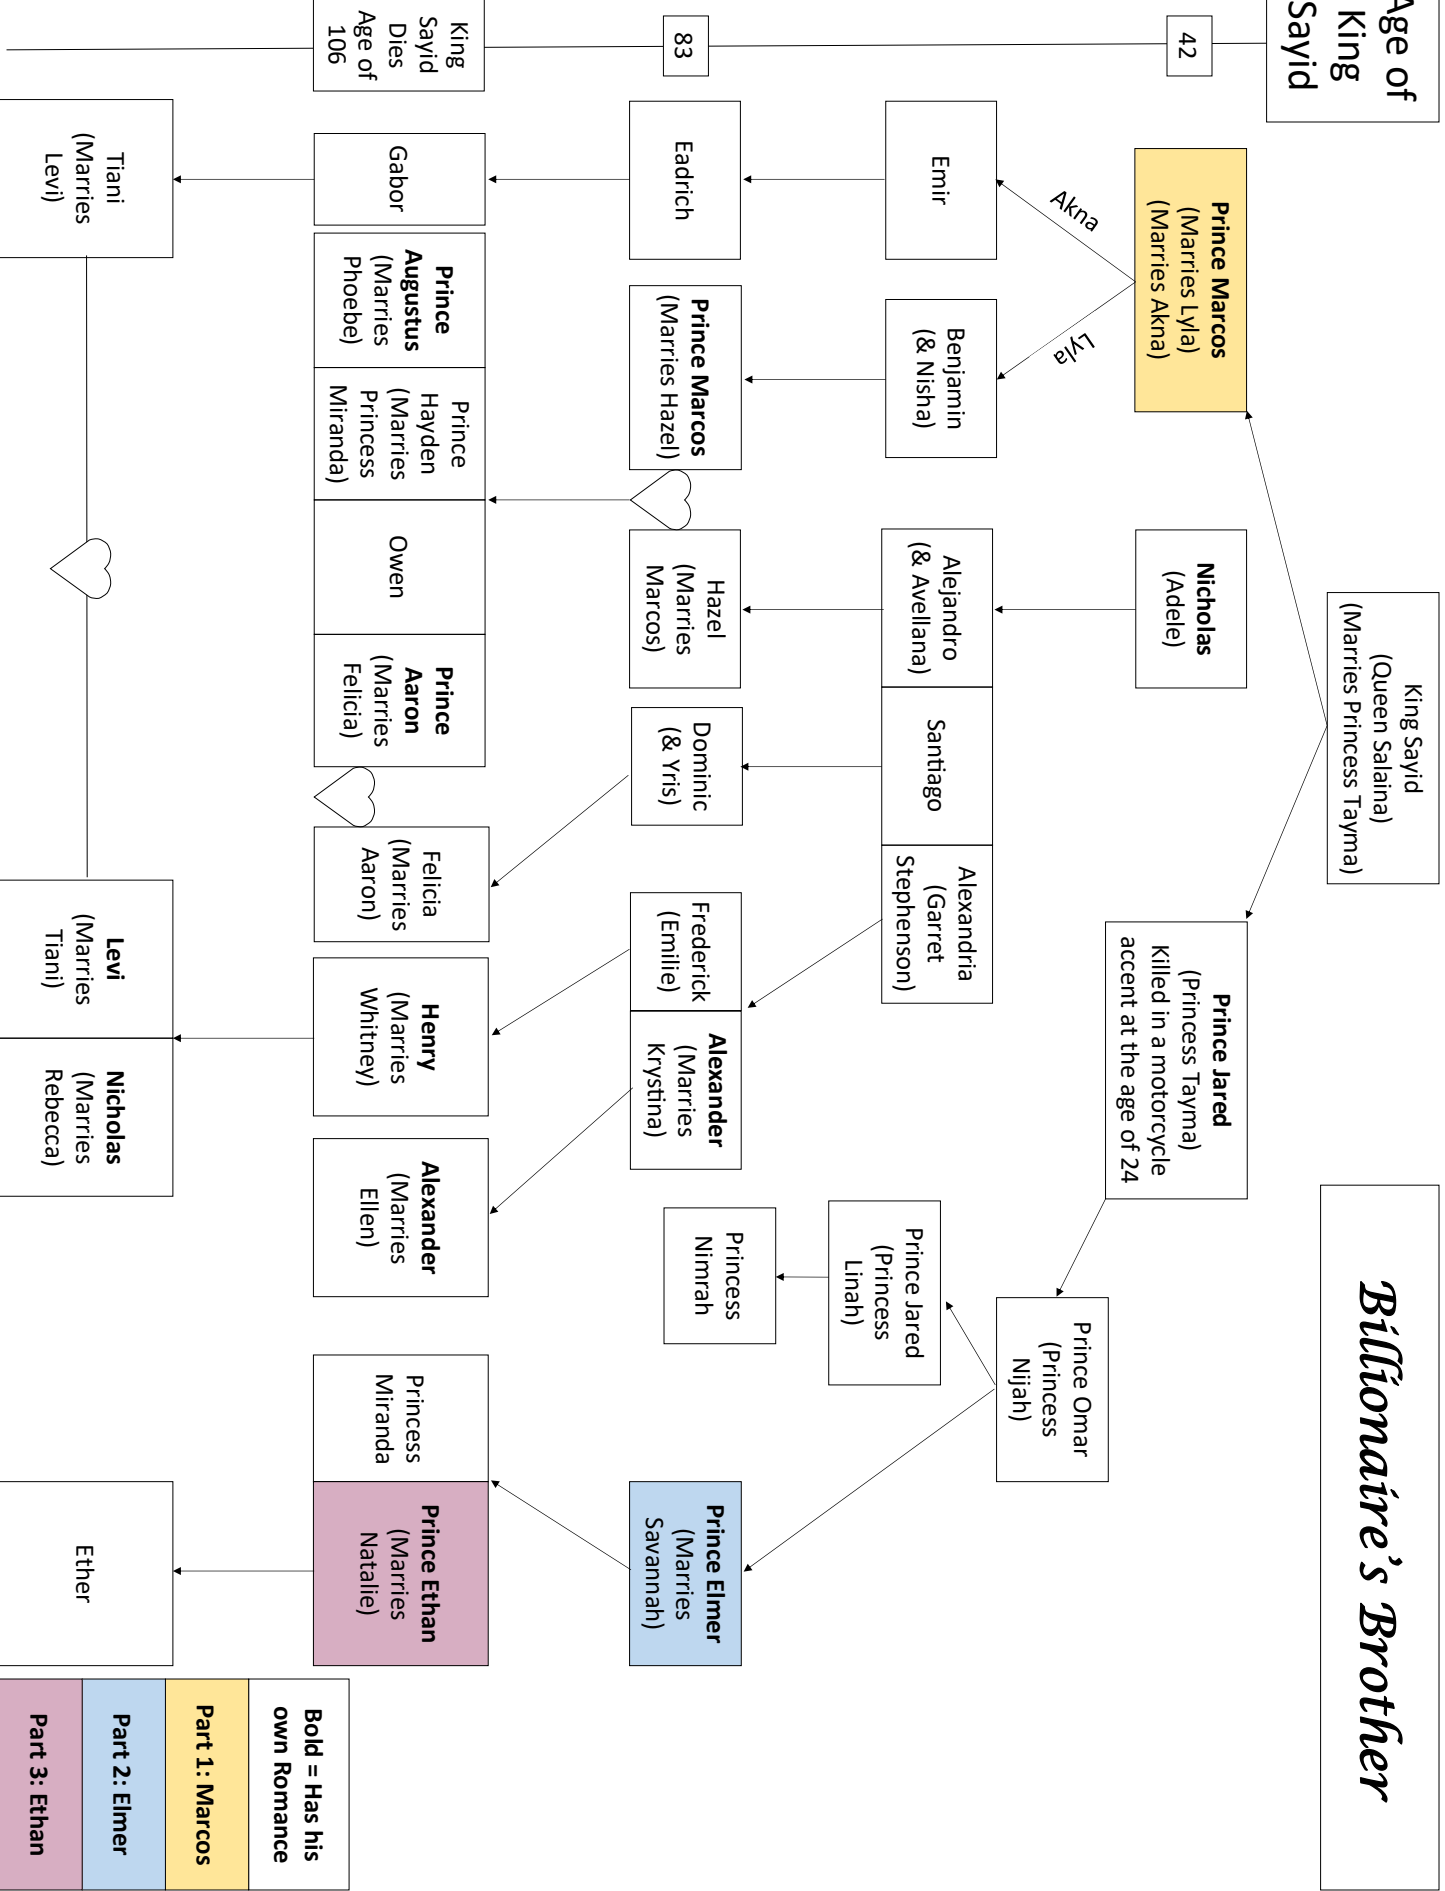 Age of
King
Sayid
Billionaire's Brother
King Sayid
(Queen Salaina)
(Marries Princess Tayma)
42
Prince Marcos
(Marries Lyla)
(Marries Akna)
Nicholas
(Adele)
Prince Jared
(Princess Tayma)
Killed in a motorcycle
accent at the age of 24
Akna
Lyla
Emir
Benjamin
(& Nisha)
Alejandro
(& Avellana)
Santiago
Alexandria
(Garret
Stephenson)
Prince Omar
(Princess
Nijah)
Prince Jared
(Princess
Linah)
83
Eadrich
Prince Marcos
(Marries Hazel)
Hazel
(Marries
Marcos)
Dominic
(& Yris)
Frederick
(Emilie)
Alexander
(Marries
Krystina)
Princess
Nimrah
Prince Elmer
(Marries
Savannah)
King
Sayid
Dies
Age of
106
Gabor
Prince
Augustus
(Marries
Phoebe)
Prince
Hayden
(Marries
Princess
Miranda)
Owen
Prince
Aaron
(Marries
Felicia)
Felicia
(Marries
Aaron)
Henry
(Marries
Whitney)
Alexander
(Marries
Ellen)
Princess
Miranda
Prince Ethan
(Marries
Natalie)
Tiani
(Marries
Levi)
Levi
(Marries
Tiani)
Nicholas
(Marries
Rebecca)
Ether
Bold = Has his
own Romance
Part 1: Marcos
Part 2: Elmer
Part 3: Ethan